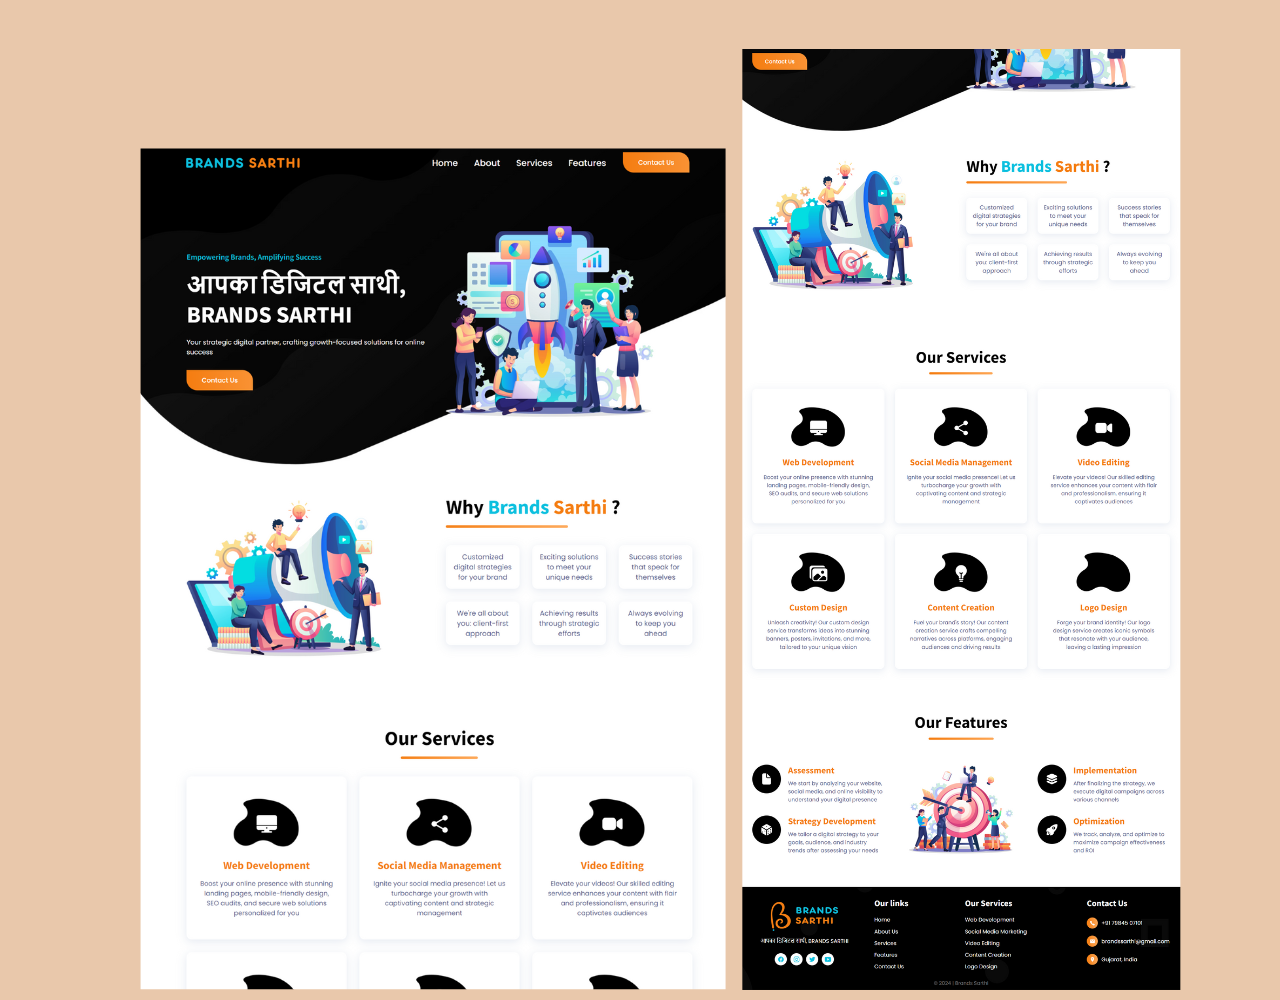 BRANDS SARTHI
Home About Services Features Contact Us
Empowering Brands, Amplifying Success
आपका डिजिटल साथी,
BRANDS SARTHI
Your strategic digital partner, crafting growth-focused solutions for online
success
Contact Us
Why Brands Sarthi ?
Customized
digital strategies
for your brand
Exciting solutions
to meet your
unique needs
Success stories
that speak for
themselves
We're all about
you: client-first
approach
Achieving results
through strategic
efforts
Always evolving
to keep you
ahead
Our Services
Web Development
Boost your online presence with stunning
landing pages, mobile-friendly design,
SEO audits, and secure web solutions
personalized for you
Social Media Management
Ignite your social media presence! Let us
turbocharge your growth with
captivating content and strategic
management
Video Editing
Elevate your videos! Our skilled editing
service enhances your content with flair
and professionalism, ensuring it
captivates audiences
Contact Us
Why Brands Sarthi ?
Customized
digital strategies
for your brand
Exciting solutions
to meet your
unique needs
Success stories
that speak for
themselves
We're all about
you: client-first
approach
Achieving results
through strategic
efforts
Always evolving
to keep you
ahead
Our Services
Web Development
Boost your online presence with stunning
landing pages, mobile-friendly design,
SEO audits, and secure web solutions
personalized for you
Social Media Management
Ignite your social media presence! Let us
turbocharge your growth with
captivating content and strategic
management
Video Editing
Elevate your videos! Our skilled editing
service enhances your content with flair
and professionalism, ensuring it
captivates audiences
Custom Design
Unleash creativity! Our custom design
service transforms ideas into stunning
banners, posters, invitations, and more,
tailored to your unique vision
Content Creation
Fuel your brand's story! Our content
creation service crafts compelling
narratives across platforms, engaging
audiences and driving results
Logo Design
Forge your brand identity! Our logo
design service creates iconic symbols
that resonate with your audience,
leaving a lasting impression
Our Features
Assessment
We start by analyzing your website,
social media, and online visibility to
understand your digital presence
Strategy Development
We tailor a digital strategy to your
goals, audience, and industry
trends after assessing your needs
Implementation
After finalizing the strategy, we
execute digital campaigns across
various channels
Optimization
We track, analyze, and optimize to
maximize campaign effectiveness
and ROI
BRANDS
SARTHI
आपका डिजिटल साथी, BRANDS SARTHI
Our links
Home
About Us
Services
Features
Contact Us
Our Services
Web Development
Social Media Marketing
Video Editing
Content Creation
Logo Design
Contact Us
+91 79845 07101
brandssarthi@gmail.com
Gujarat, India
© 2024 | Brands Sarthi